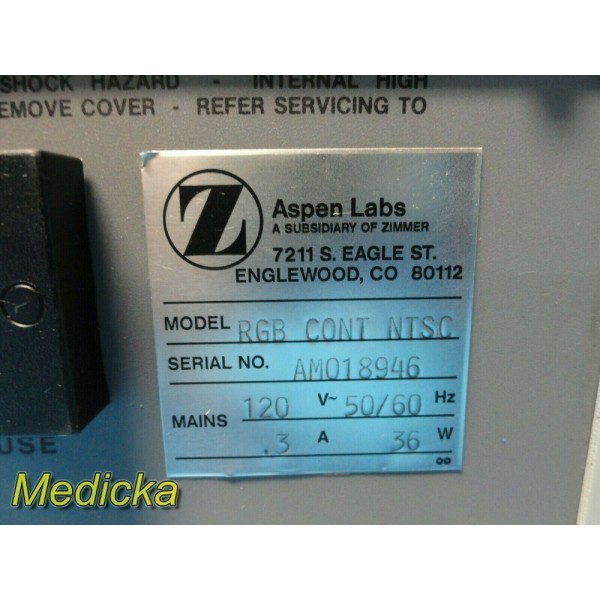 SHOCK HAZARD - INTERNAL HIGH
REMOVE COVER - REFER SERVICING TO
Z
Aspen Labs
A SUBSIDIARY OF ZIMMER
7211 S. EAGLE ST.
ENGLEWOOD, CO 80112
MODEL RGB CONT NTSC
SERIAL NO. AM018946
MAINS 120 V~ 50/60 Hz
.3 A 36 W
USE
Medicka